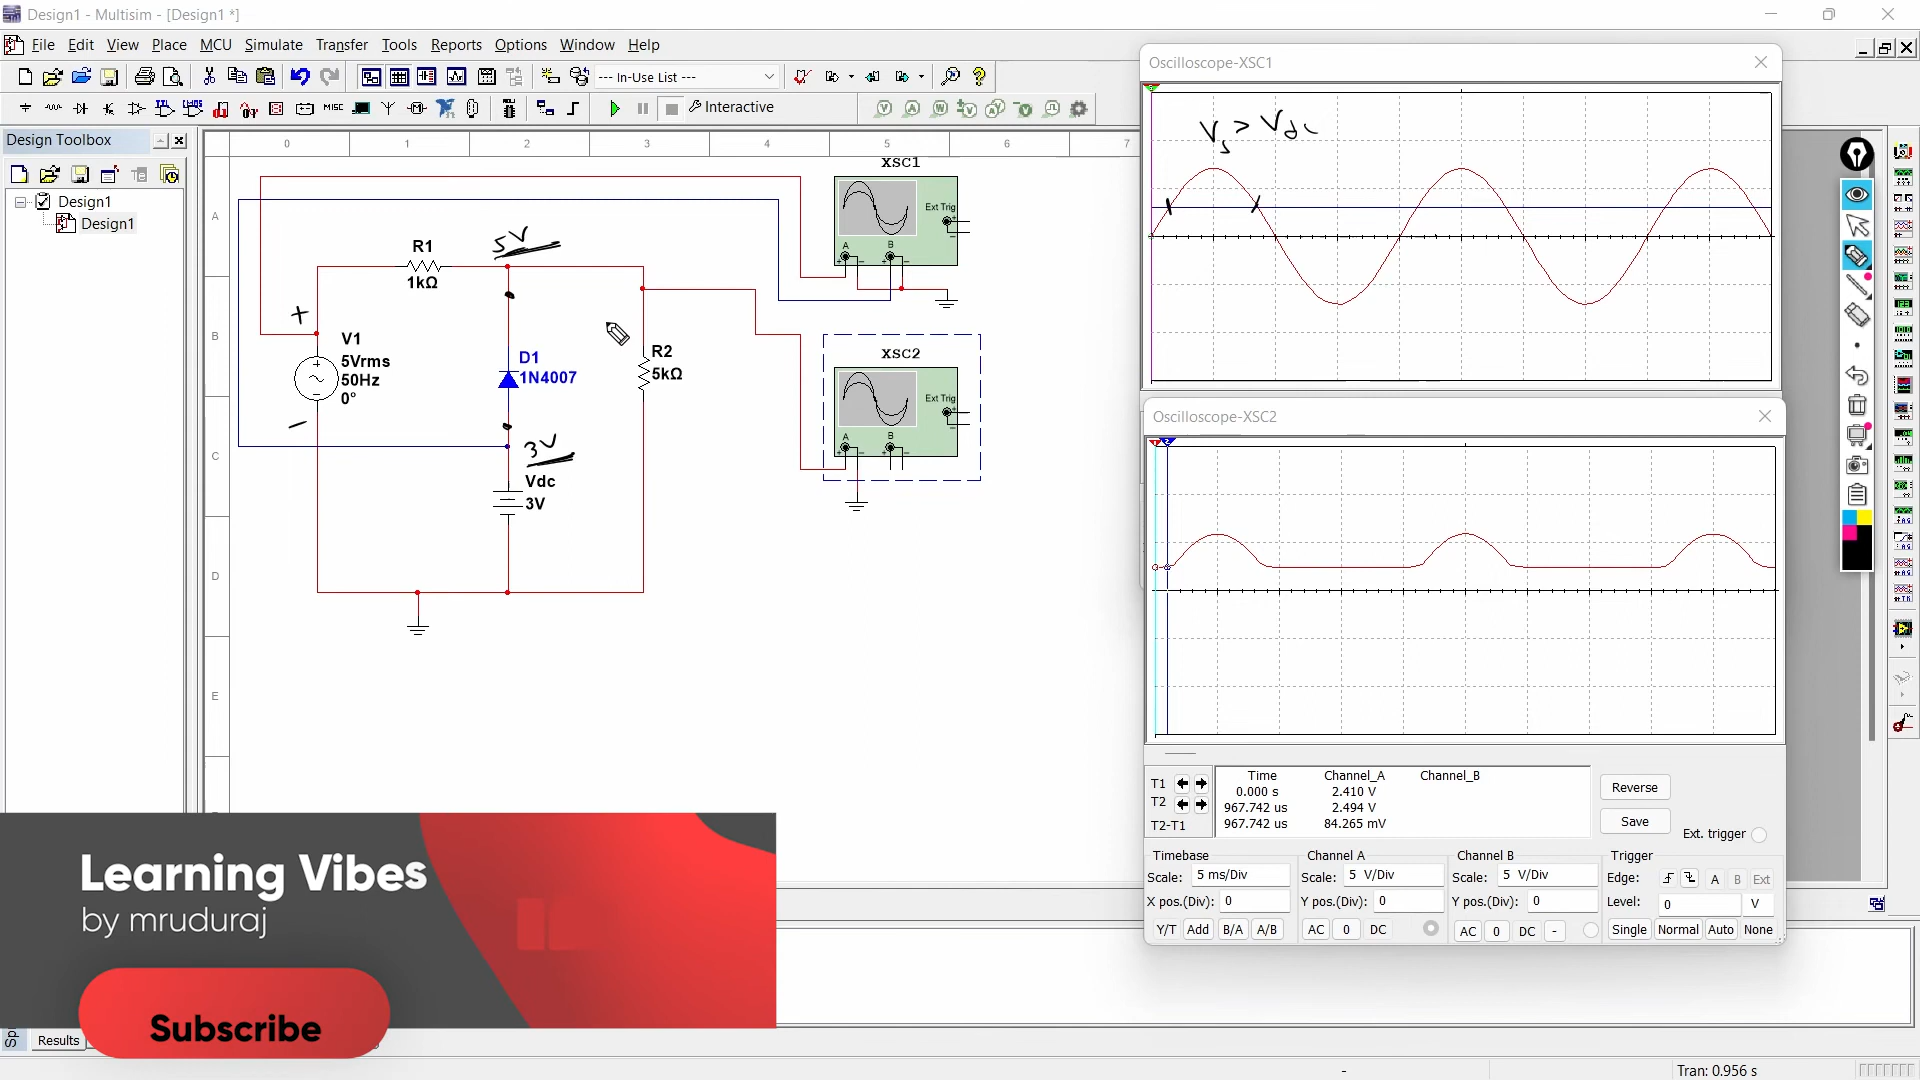 Design1 - Multisim - [Design1 *]
File Edit View Place MCU Simulate Transfer Tools Reports Options Window Help
--- In-Use List ---
MISC
Interactive
Design Toolbox
Design1
Design1
0 1 2 3 4 5 6 7
A
B
C
D
E
XSC1
Ext Trig
A B
R1
1kΩ
5V
V1
5Vrms
50Hz
0°
D1
1N4007
R2
5kΩ
3V
Vdc
3V
XSC2
Ext Trig
A B
Oscilloscope-XSC1
Vs > Vdc
Oscilloscope-XSC2
T1
T2
T2-T1
Time Channel_A Channel_B
0.000 s 2.410 V
967.742 us 2.494 V
967.742 us 84.265 mV
Reverse
Save
Ext. trigger
Timebase
Scale: 5 ms/Div
X pos.(Div): 0
Y/T Add B/A A/B
Channel A
Scale: 5 V/Div
Y pos.(Div): 0
AC 0 DC
Channel B
Scale: 5 V/Div
Y pos.(Div): 0
AC 0 DC -
Trigger
Edge: A B Ext
Level: 0 V
Single Normal Auto None
Learning Vibes
by mruduraj
Subscribe
Results
-
Tran: 0.956 s